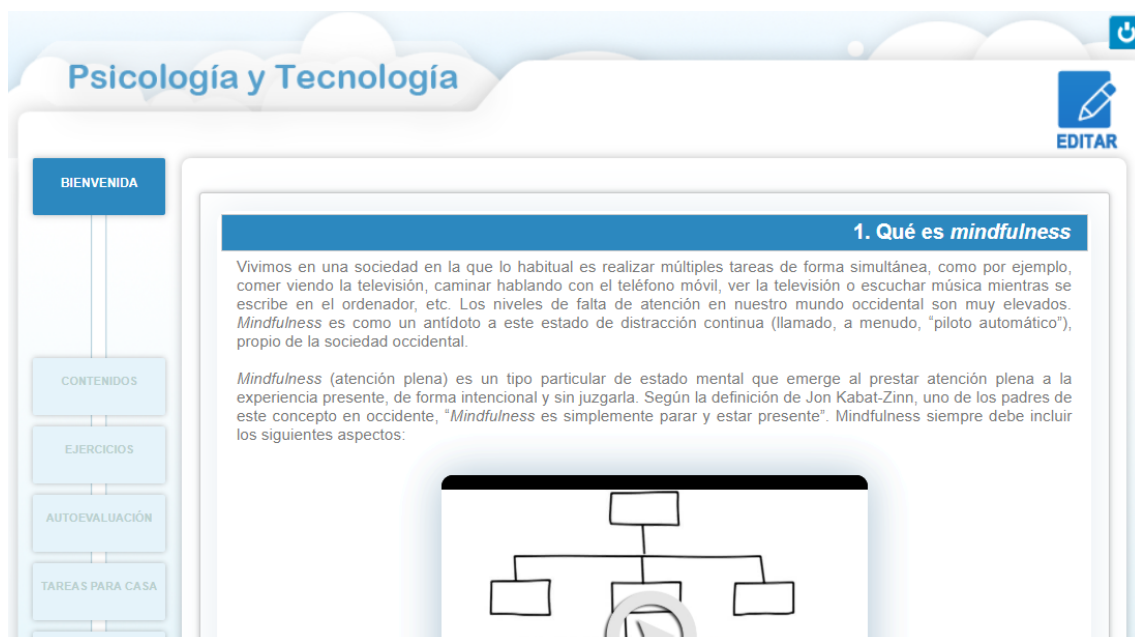 Psicología y Tecnología
EDITAR
BIENVENIDA
1. Qué es mindfulness
Vivimos en una sociedad en la que lo habitual es realizar múltiples tareas de forma simultánea, como por ejemplo,
comer viendo la televisión, caminar hablando con el teléfono móvil, ver la televisión o escuchar música mientras se
escribe en el ordenador, etc. Los niveles de falta de atención en nuestro mundo occidental son muy elevados.
Mindfulness es como un antídoto a este estado de distracción continua (llamado, a menudo, “piloto automático”),
propio de la sociedad occidental.
Mindfulness (atención plena) es un tipo particular de estado mental que emerge al prestar atención plena a la
experiencia presente, de forma intencional y sin juzgarla. Según la definición de Jon Kabat-Zinn, uno de los padres de
este concepto en occidente, “Mindfulness es simplemente parar y estar presente”. Mindfulness siempre debe incluir
los siguientes aspectos:
CONTENIDOS
EJERCICIOS
AUTOEVALUACIÓN
TAREAS PARA CASA